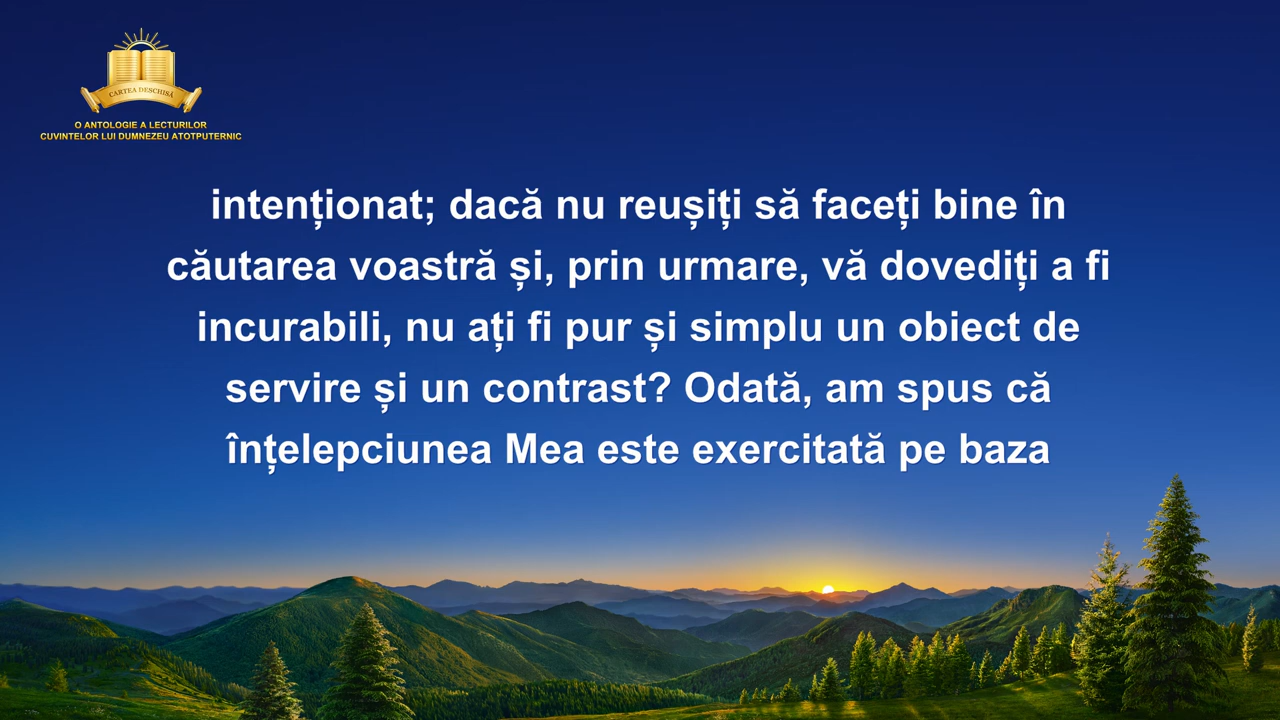 CARTEA DESCHISĂ
O ANTOLOGIE A LECTURILOR
CUVINTELOR LUI DUMNEZEU ATOTPUTERNIC
intenționat; dacă nu reușiți să faceți bine în
căutarea voastră și, prin urmare, vă dovediți a fi
incurabili, nu ați fi pur și simplu un obiect de
servire și un contrast? Odată, am spus că
înțelepciunea Mea este exercitată pe baza